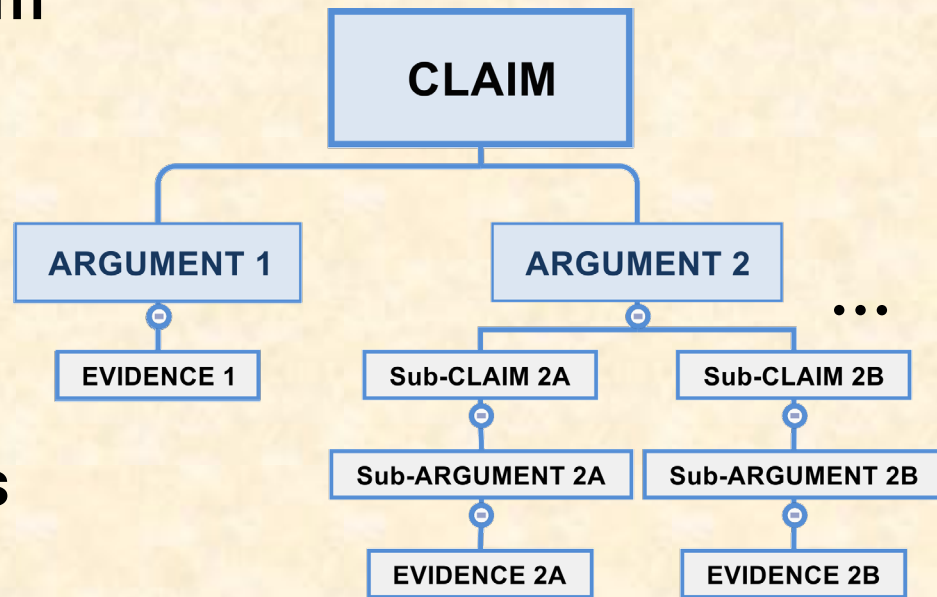 CLAIM
ARGUMENT 1
ARGUMENT 2
...
EVIDENCE 1
Sub-CLAIM 2A
Sub-CLAIM 2B
s
Sub-ARGUMENT 2A
Sub-ARGUMENT 2B
EVIDENCE 2A
EVIDENCE 2B